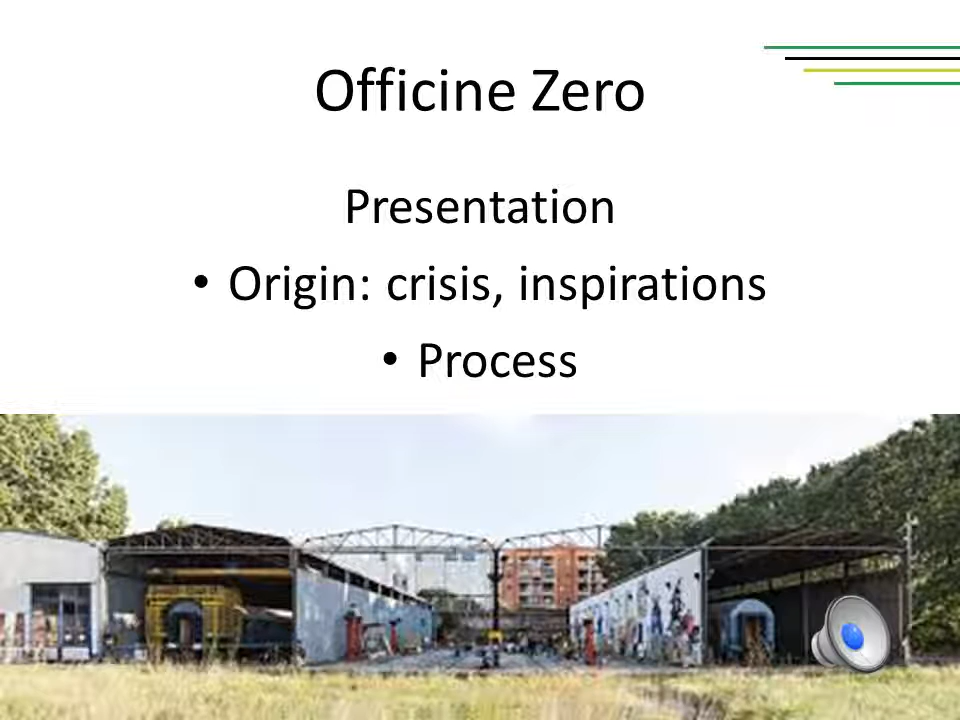 Officine Zero
Presentation
• Origin: crisis, inspirations
• Process